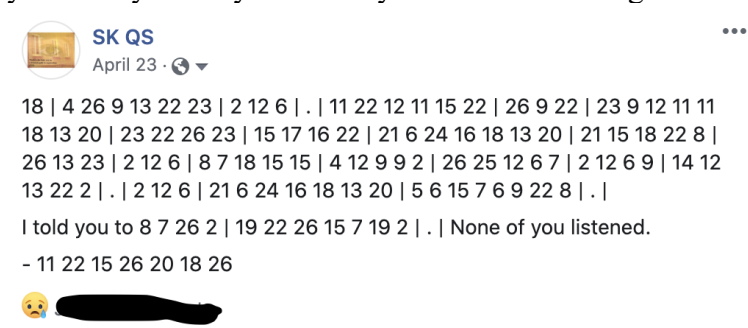 SK QS
April 23 ·
18 | 4 26 9 13 22 23 | 2 12 6 | . | 11 22 12 11 15 22 | 26 9 22 | 23 9 12 11 11
18 13 20 | 23 22 26 23 | 15 17 16 22 | 21 6 24 16 18 13 20 | 21 15 18 22 8 |
26 13 23 | 2 12 6 | 8 7 18 15 15 | 4 12 9 9 2 | 26 25 12 6 7 | 2 12 6 9 | 14 12
13 22 2 | . | 2 12 6 | 21 6 24 16 18 13 20 | 5 6 15 7 6 9 22 8 | . |
I told you to 8 7 26 2 | 19 22 26 15 7 19 2 | . | None of you listened.
- 11 22 15 26 20 18 26